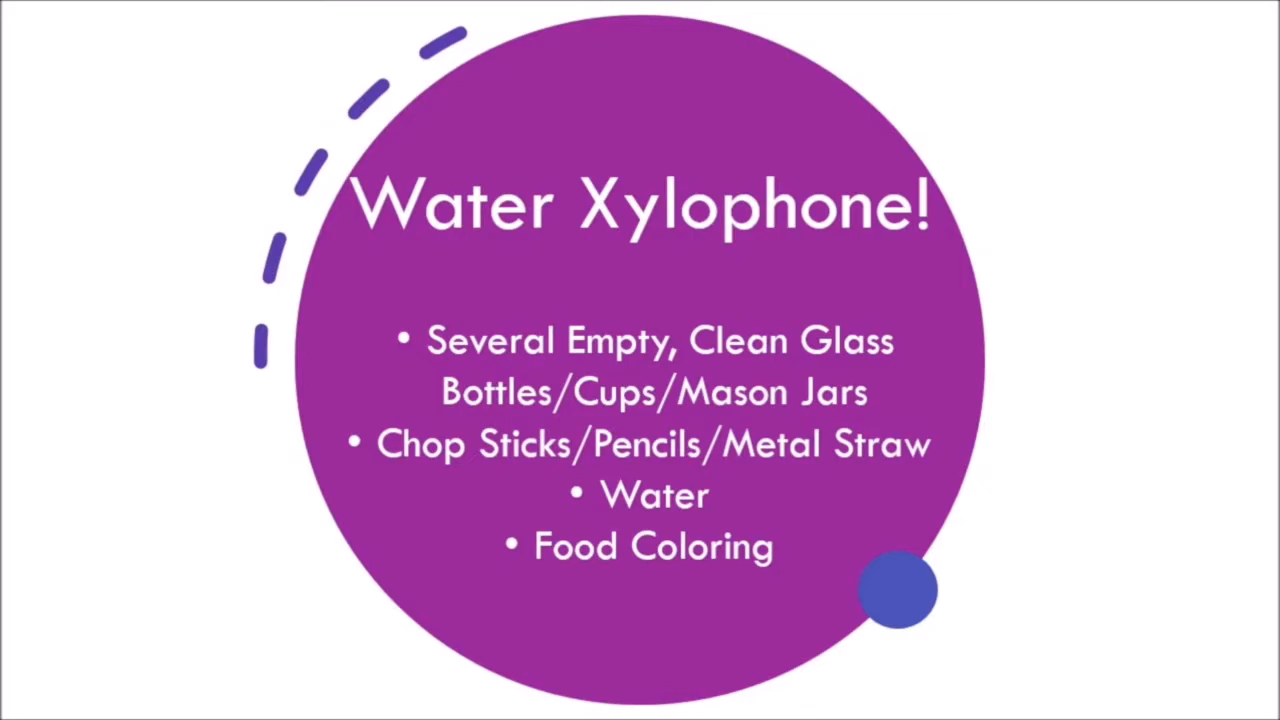 Water Xylophone!
• Several Empty, Clean Glass
Bottles/Cups/Mason Jars
• Chop Sticks/Pencils/Metal Straw
• Water
• Food Coloring